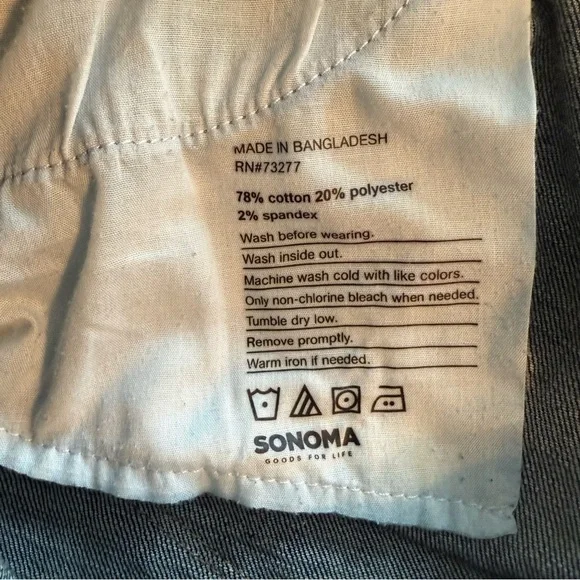 MADE IN BANGLADESH
RN#73277
78% cotton 20% polyester
2% spandex
Wash before wearing.
Wash inside out.
Machine wash cold with like colors.
Only non-chlorine bleach when needed.
Tumble dry low.
Remove promptly.
Warm iron if needed.
SONOMA
GOODS FOR LIFE